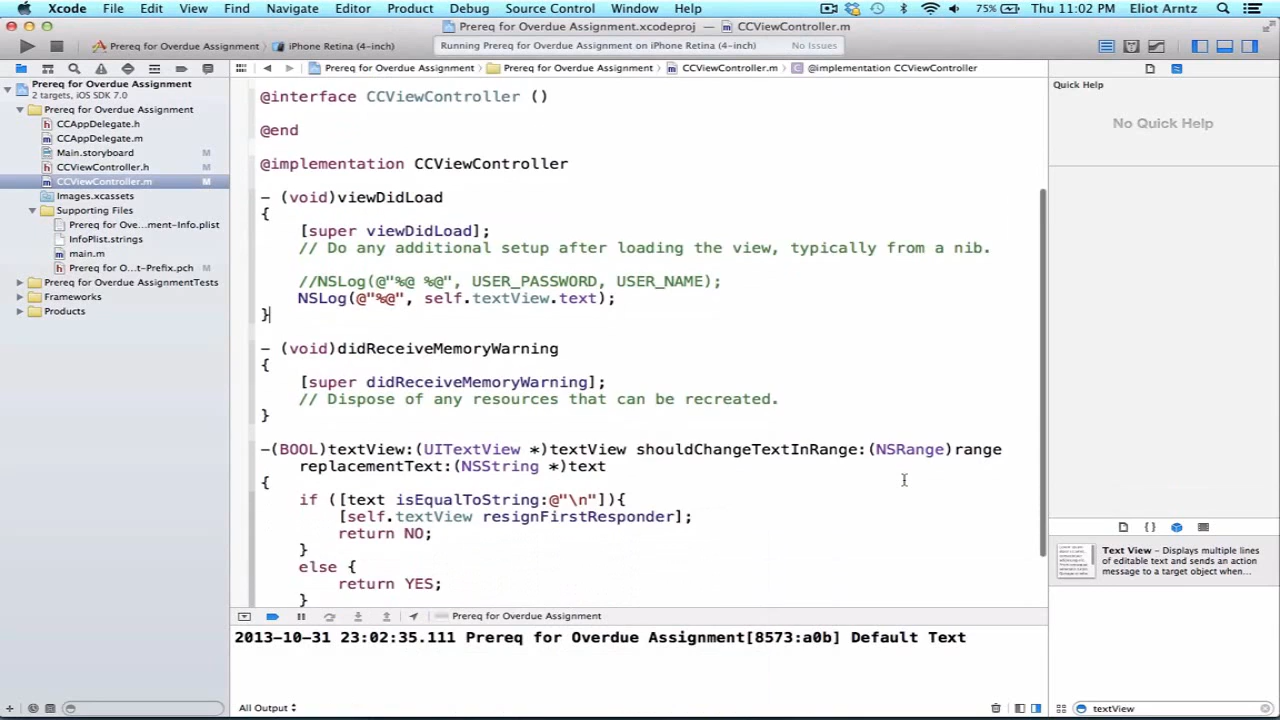 Xcode File Edit View Find Navigate Editor Product Debug Source Control Window Help 75% Thu 11:02 PM Eliot Arntz
Prereq for Overdue Assignment.xcodeproj — CCViewController.m
Prereq for Overdue Assignment iPhone Retina (4-inch) Running Prereq for Overdue Assignment on iPhone Retina (4-inch) No Issues
Prereq for Overdue Assignment Prereq for Overdue Assignment CCViewController.m @implementation CCViewController
Prereq for Overdue Assignment
2 targets, iOS SDK 7.0
Prereq for Overdue Assignment
CCAppDelegate.h
CCAppDelegate.m
Main.storyboard M
CCViewController.h M
CCViewController.m M
Images.xcassets
Supporting Files
Prereq for Ove...ment-Info.plist
InfoPlist.strings
main.m
Prereq for O...t-Prefix.pch M
Prereq for Overdue AssignmentTests
Frameworks
Products
@interface CCViewController ()
@end
@implementation CCViewController
- (void)viewDidLoad
{
[super viewDidLoad];
// Do any additional setup after loading the view, typically from a nib.
//NSLog(@"%@ %@", USER_PASSWORD, USER_NAME);
NSLog(@"%@", self.textView.text);
}
- (void)didReceiveMemoryWarning
{
[super didReceiveMemoryWarning];
// Dispose of any resources that can be recreated.
}
-(BOOL)textView:(UITextView *)textView shouldChangeTextInRange:(NSRange)range
replacementText:(NSString *)text
{
if ([text isEqualToString:@"\n"]){
[self.textView resignFirstResponder];
return NO;
}
else {
return YES;
}
Prereq for Overdue Assignment
2013-10-31 23:02:35.111 Prereq for Overdue Assignment[8573:a0b] Default Text
All Output
Quick Help
No Quick Help
{ }
Text View - Displays multiple lines
of editable text and sends an action
message to a target object when...
textView